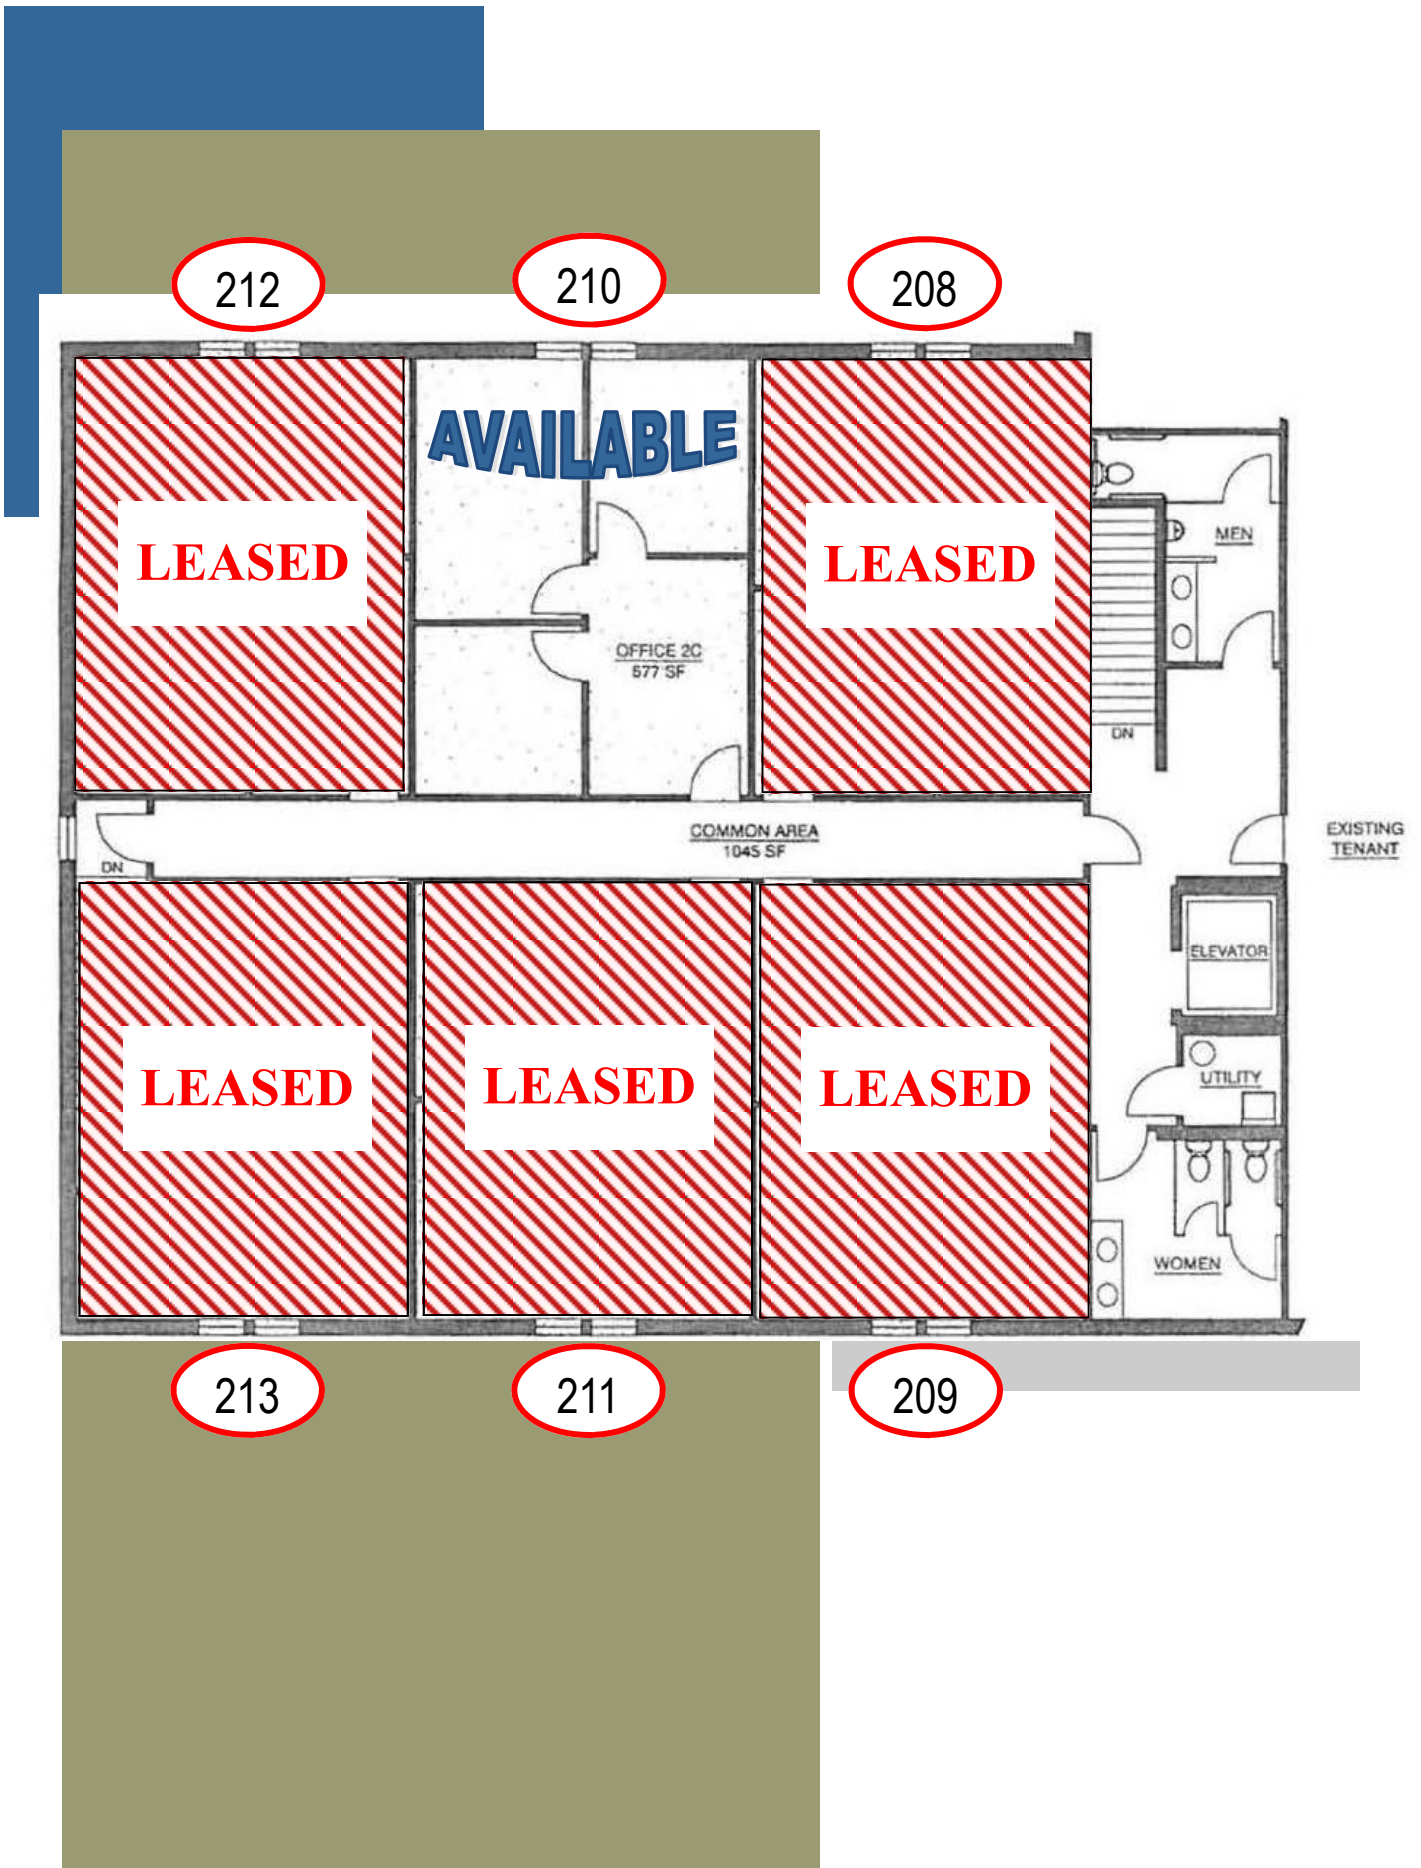 212
210
208
AVAILABLE
LEASED
LEASED
MEN
OFFICE 2C
577 SF
DN
COMMON AREA
1045 SF
EXISTING
TENANT
DN
ELEVATOR
LEASED
LEASED
LEASED
UTILITY
WOMEN
213
211
209